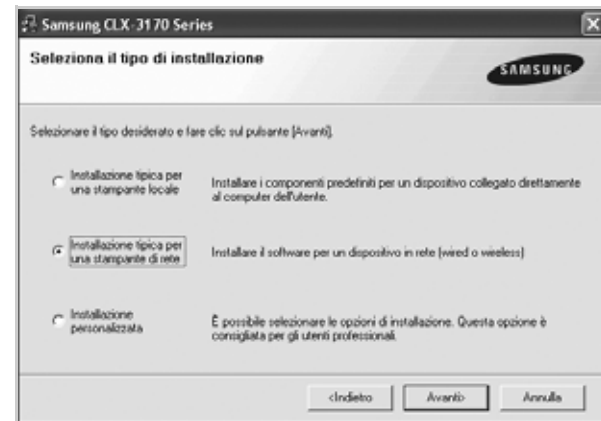 Samsung CLX-3170 Series
Seleziona il tipo di installazione
SAMSUNG
Selezionare il tipo desiderato e fare clic sul pulsante [Avanti].
Installazione tipica per
una stampante locale
Installare i componenti predefiniti per un dispositivo collegato direttamente
al computer dell'utente.
Installazione tipica per
una stampante di rete
Installare il software per un dispositivo in rete (wired o wireless)
Installazione
personalizzata
È possibile selezionare le opzioni di installazione. Questa opzione è
consigliata per gli utenti professionali.
<Indietro
Avanti>
Annulla